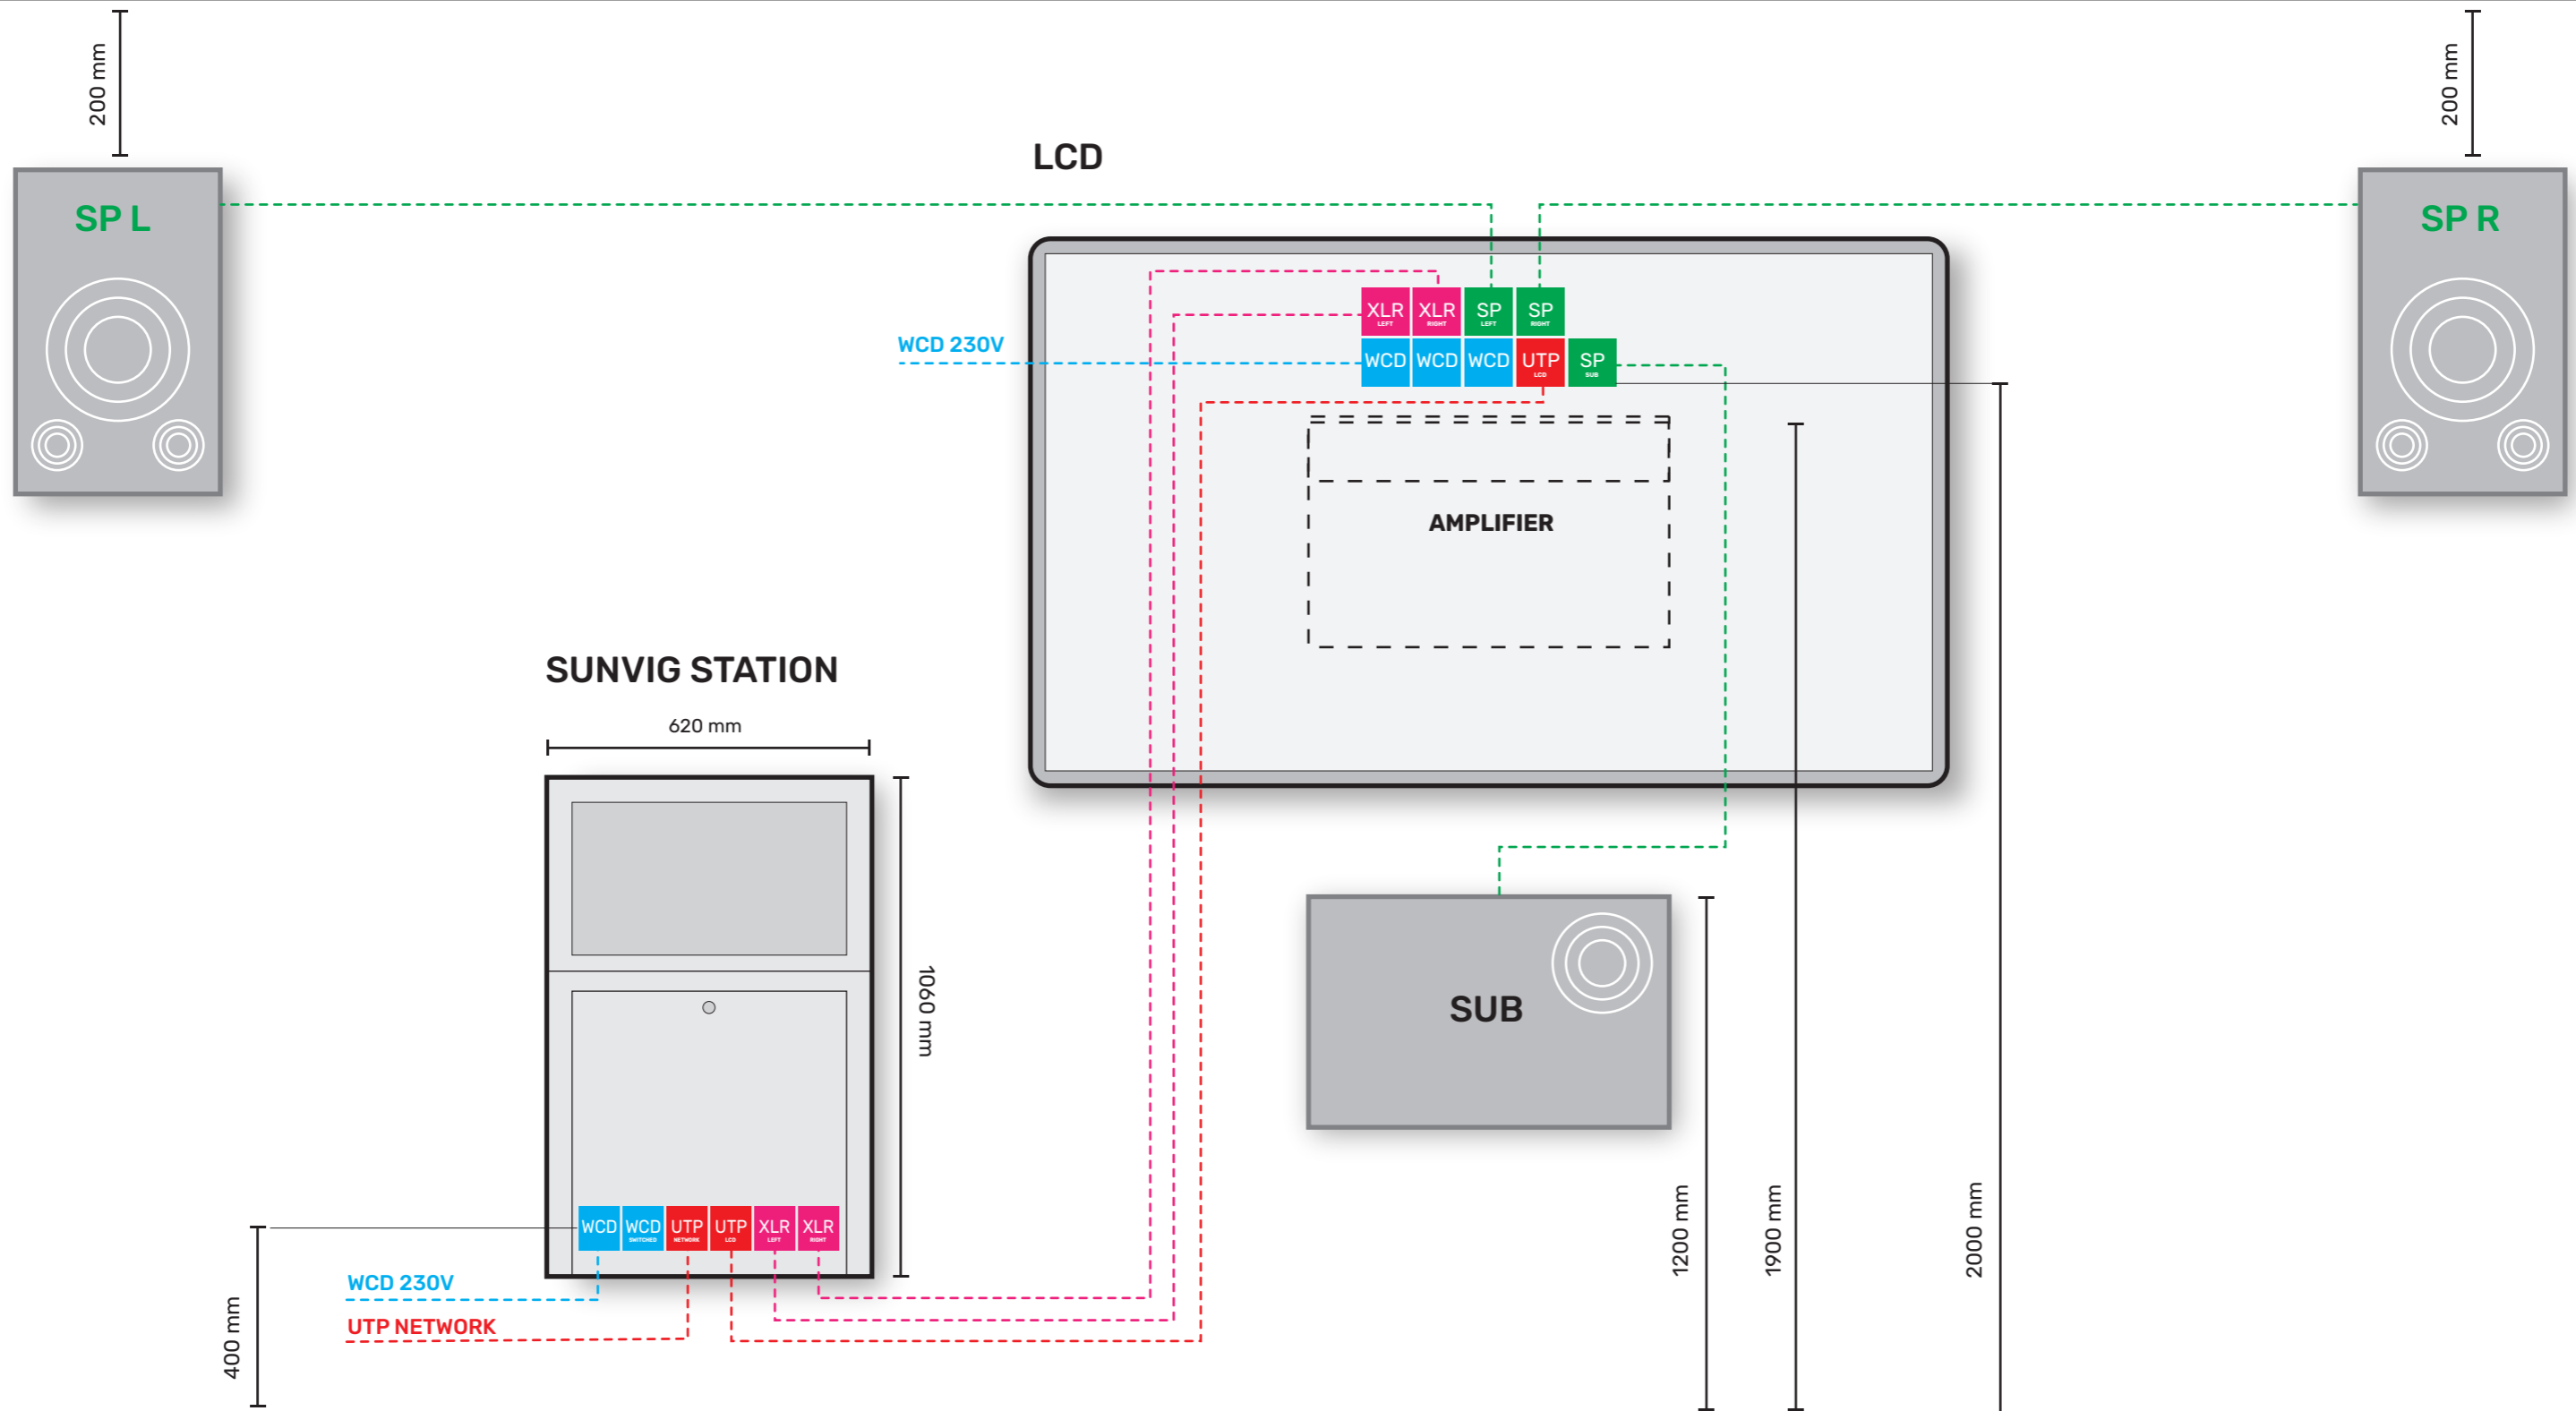 200 mm
200 mm
LCD
SP L
SP R
XLR LEFT
XLR RIGHT
SP LEFT
SP RIGHT
WCD 230V
WCD
WCD
WCD
UTP LCD
SP SUB
AMPLIFIER
SUNVIG STATION
620 mm
1060 mm
SUB
1200 mm
1900 mm
2000 mm
WCD
WCD SWITCHED
UTP NETWORK
UTP LCD
XLR LEFT
XLR RIGHT
WCD 230V
UTP NETWORK
400 mm